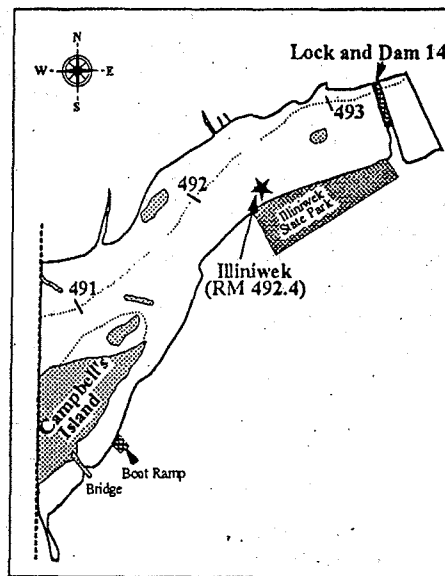 N
W E
S
Lock and Dam 14
493
492
Illiniwek
State Park
Illiniwek
(RM 492.4)
491
Campbell's
Island
Boat Ramp
Bridge